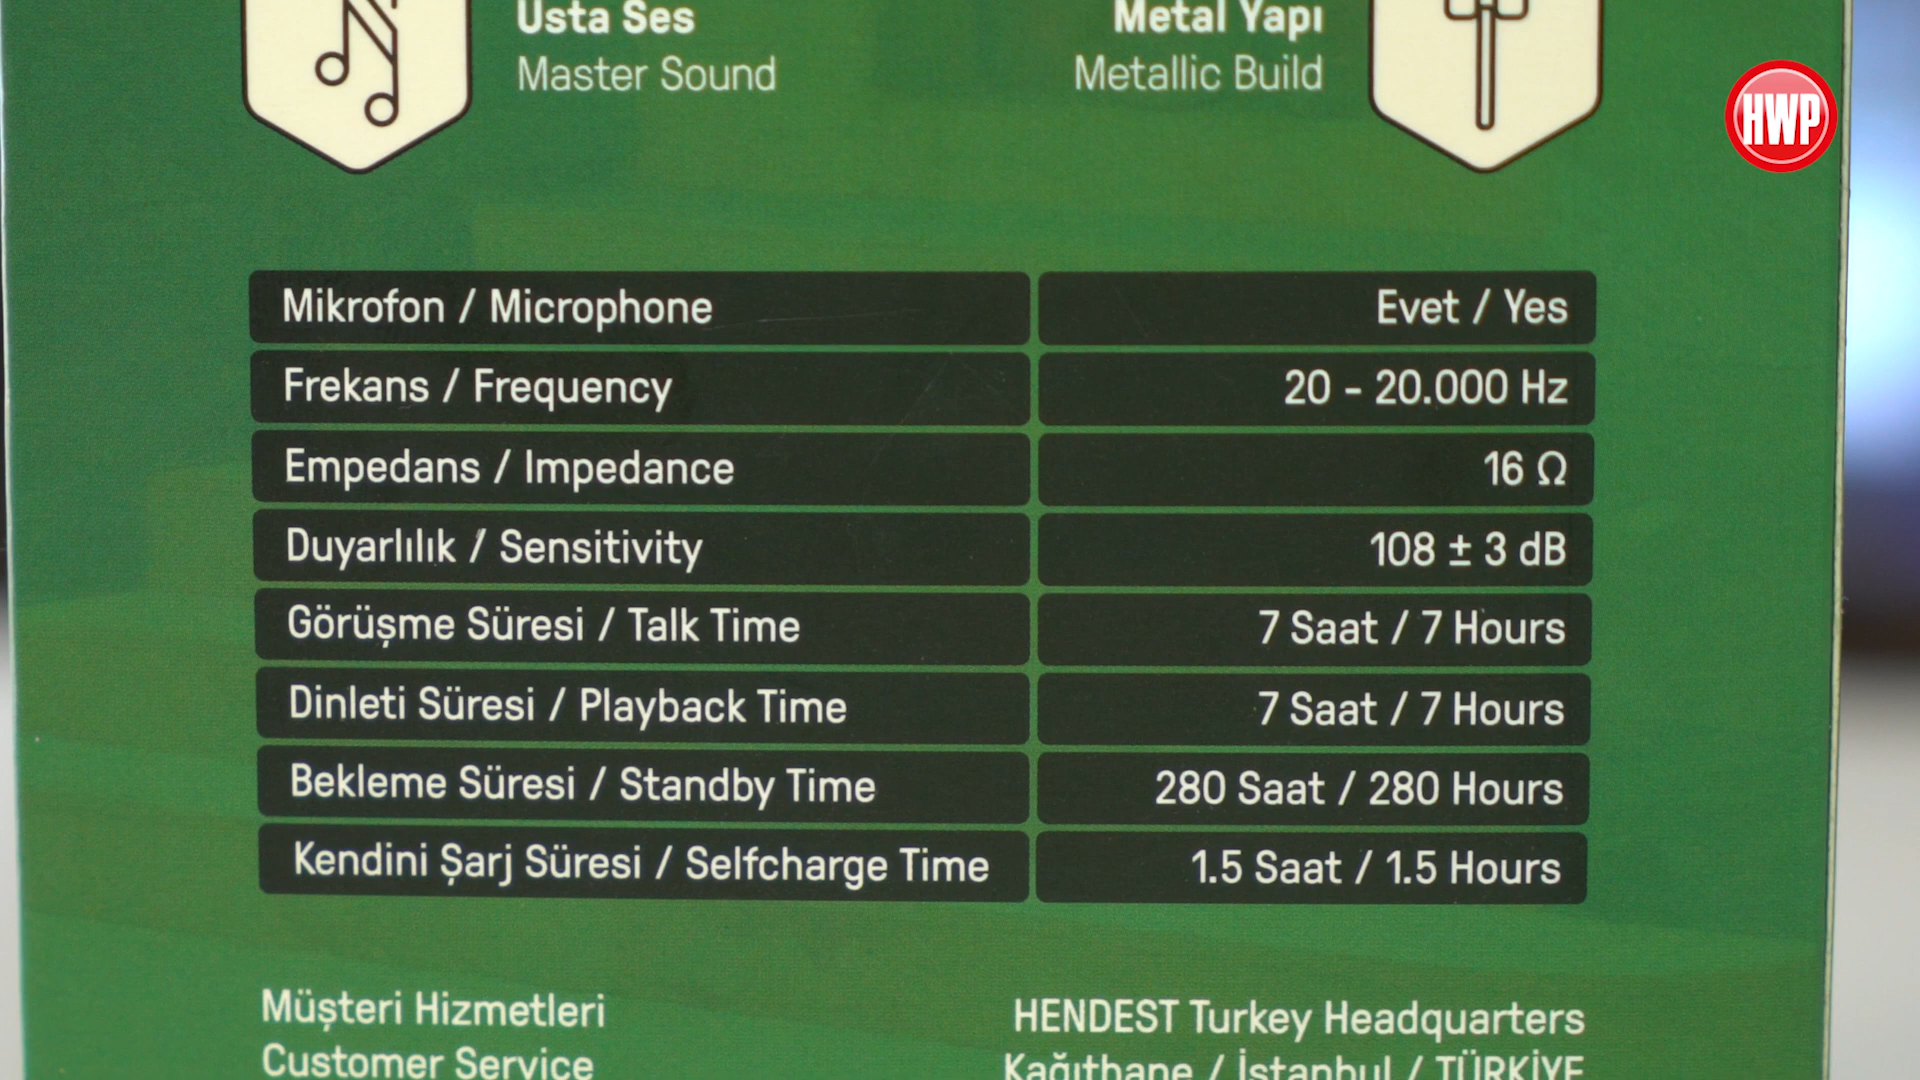 Usta Ses
Master Sound
Metal Yapı
Metallic Build
HWP
Mikrofon / Microphone Evet / Yes
Frekans / Frequency 20 - 20.000 Hz
Empedans / Impedance 16 Ω
Duyarlılık / Sensitivity 108 ± 3 dB
Görüşme Süresi / Talk Time 7 Saat / 7 Hours
Dinleti Süresi / Playback Time 7 Saat / 7 Hours
Bekleme Süresi / Standby Time 280 Saat / 280 Hours
Kendini Şarj Süresi / Selfcharge Time 1.5 Saat / 1.5 Hours
Müşteri Hizmetleri
Customer Service
HENDEST Turkey Headquarters
Kağıthane / İstanbul / TÜRKİYE